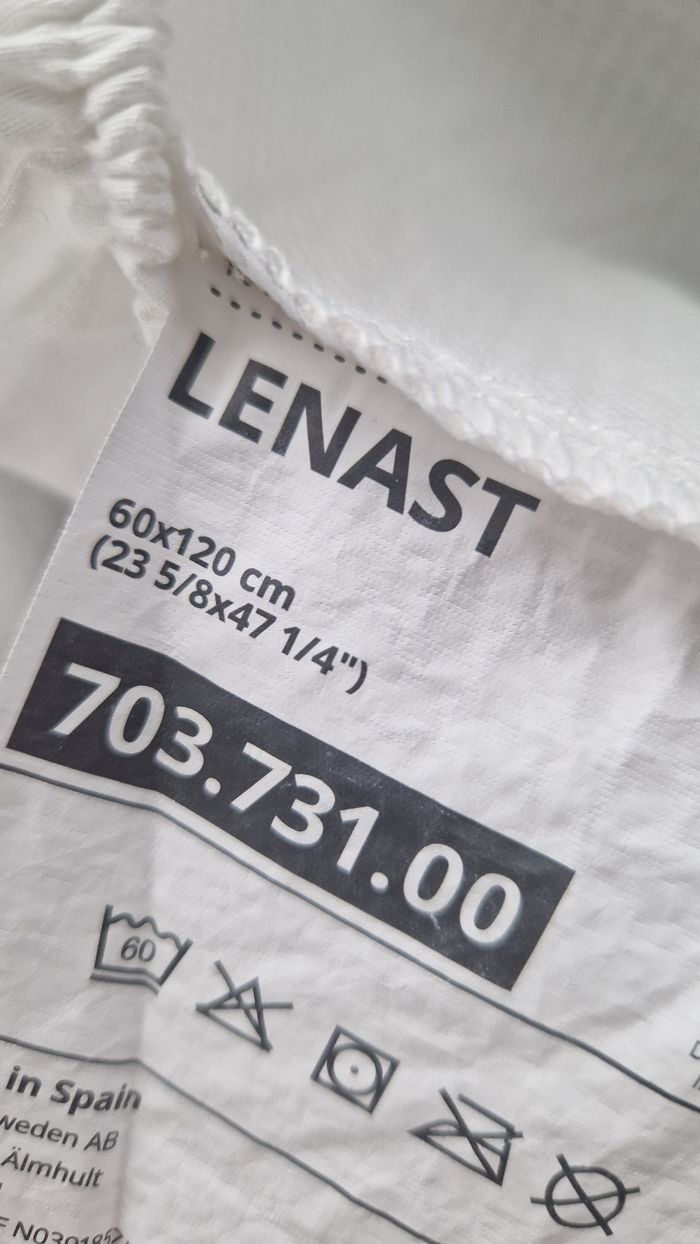 LENAST
60x120 cm
(23 5/8x47 1/4")
703.731.00
60
in Spain
weden AB
Älmhult